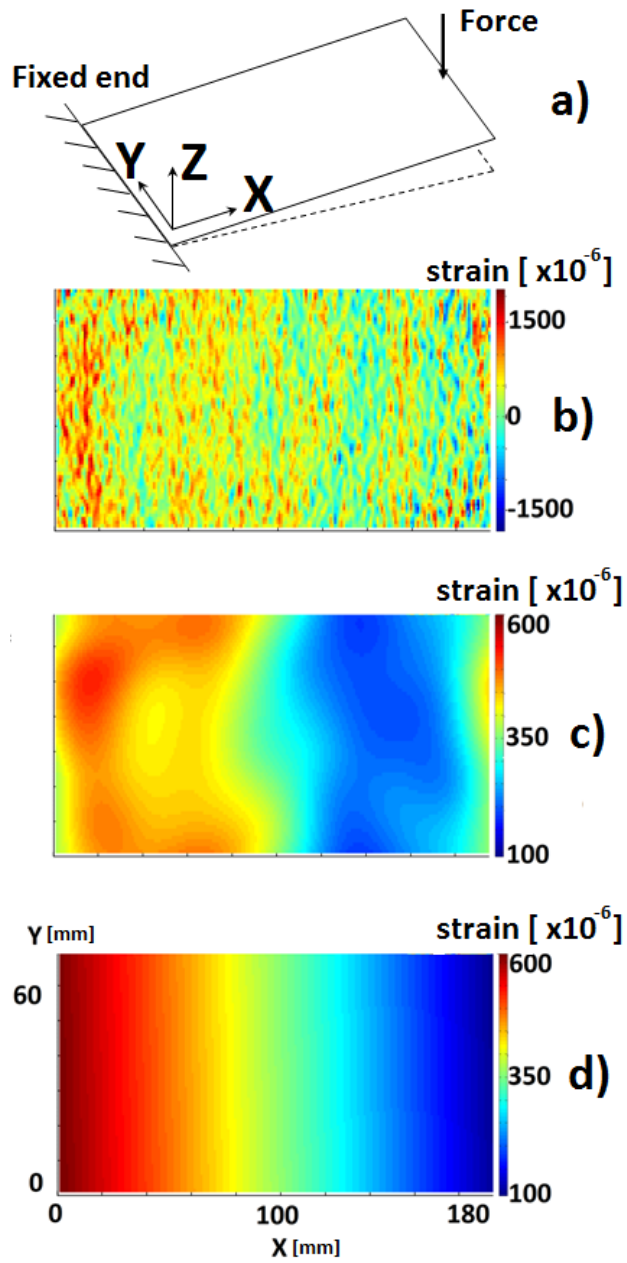 Force
Fixed end
a)
Y Z X
strain [ x10⁻⁶]
1500
0
b)
-1500
strain [ x10⁻⁶]
600
350
c)
100
Y [mm]
strain [ x10⁻⁶]
600
60
350
d)
0
100
0 100 180
X [mm]